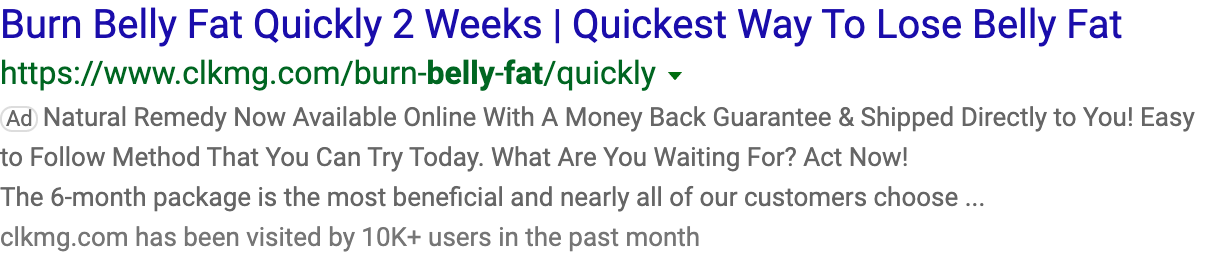 Burn Belly Fat Quickly 2 Weeks | Quickest Way To Lose Belly Fat
https://www.clkmg.com/burn-belly-fat/quickly
Ad Natural Remedy Now Available Online With A Money Back Guarantee & Shipped Directly to You! Easy
to Follow Method That You Can Try Today. What Are You Waiting For? Act Now!
The 6-month package is the most beneficial and nearly all of our customers choose ...
clkmg.com has been visited by 10K+ users in the past month